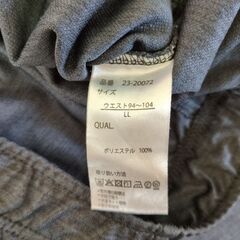 品番 23-20072
サイズ
ウエスト94〜104
LL
QUAL.
ポリエステル 100%
取り扱い方法